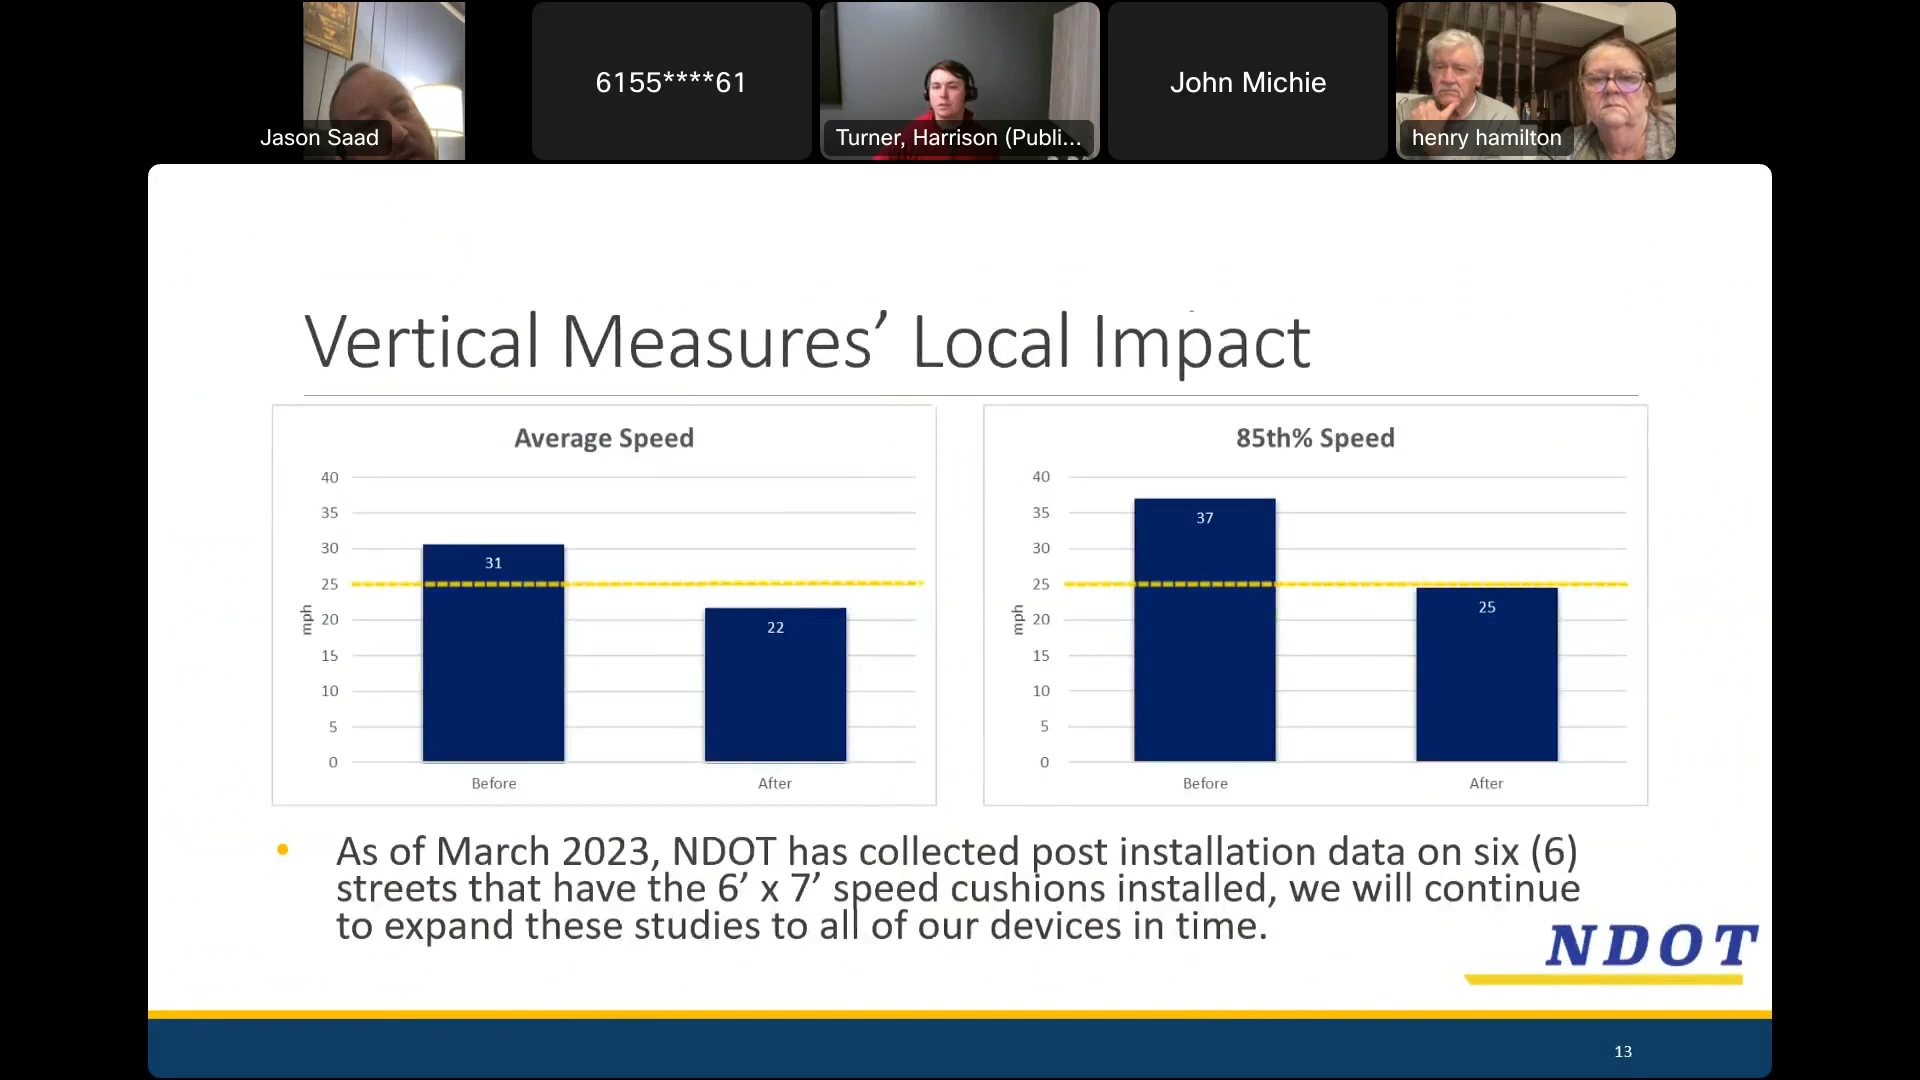 Jason Saad
6155****61
Turner, Harrison (Publi...
John Michie
henry hamilton
Vertical Measures’ Local Impact
Average Speed
40
35
30
25
20
15
10
5
0
mph
31
22
Before
After
85th% Speed
40
35
30
25
20
15
10
5
0
mph
37
25
Before
After
• As of March 2023, NDOT has collected post installation data on six (6)
streets that have the 6’ x 7’ speed cushions installed, we will continue
to expand these studies to all of our devices in time.
NDOT
13